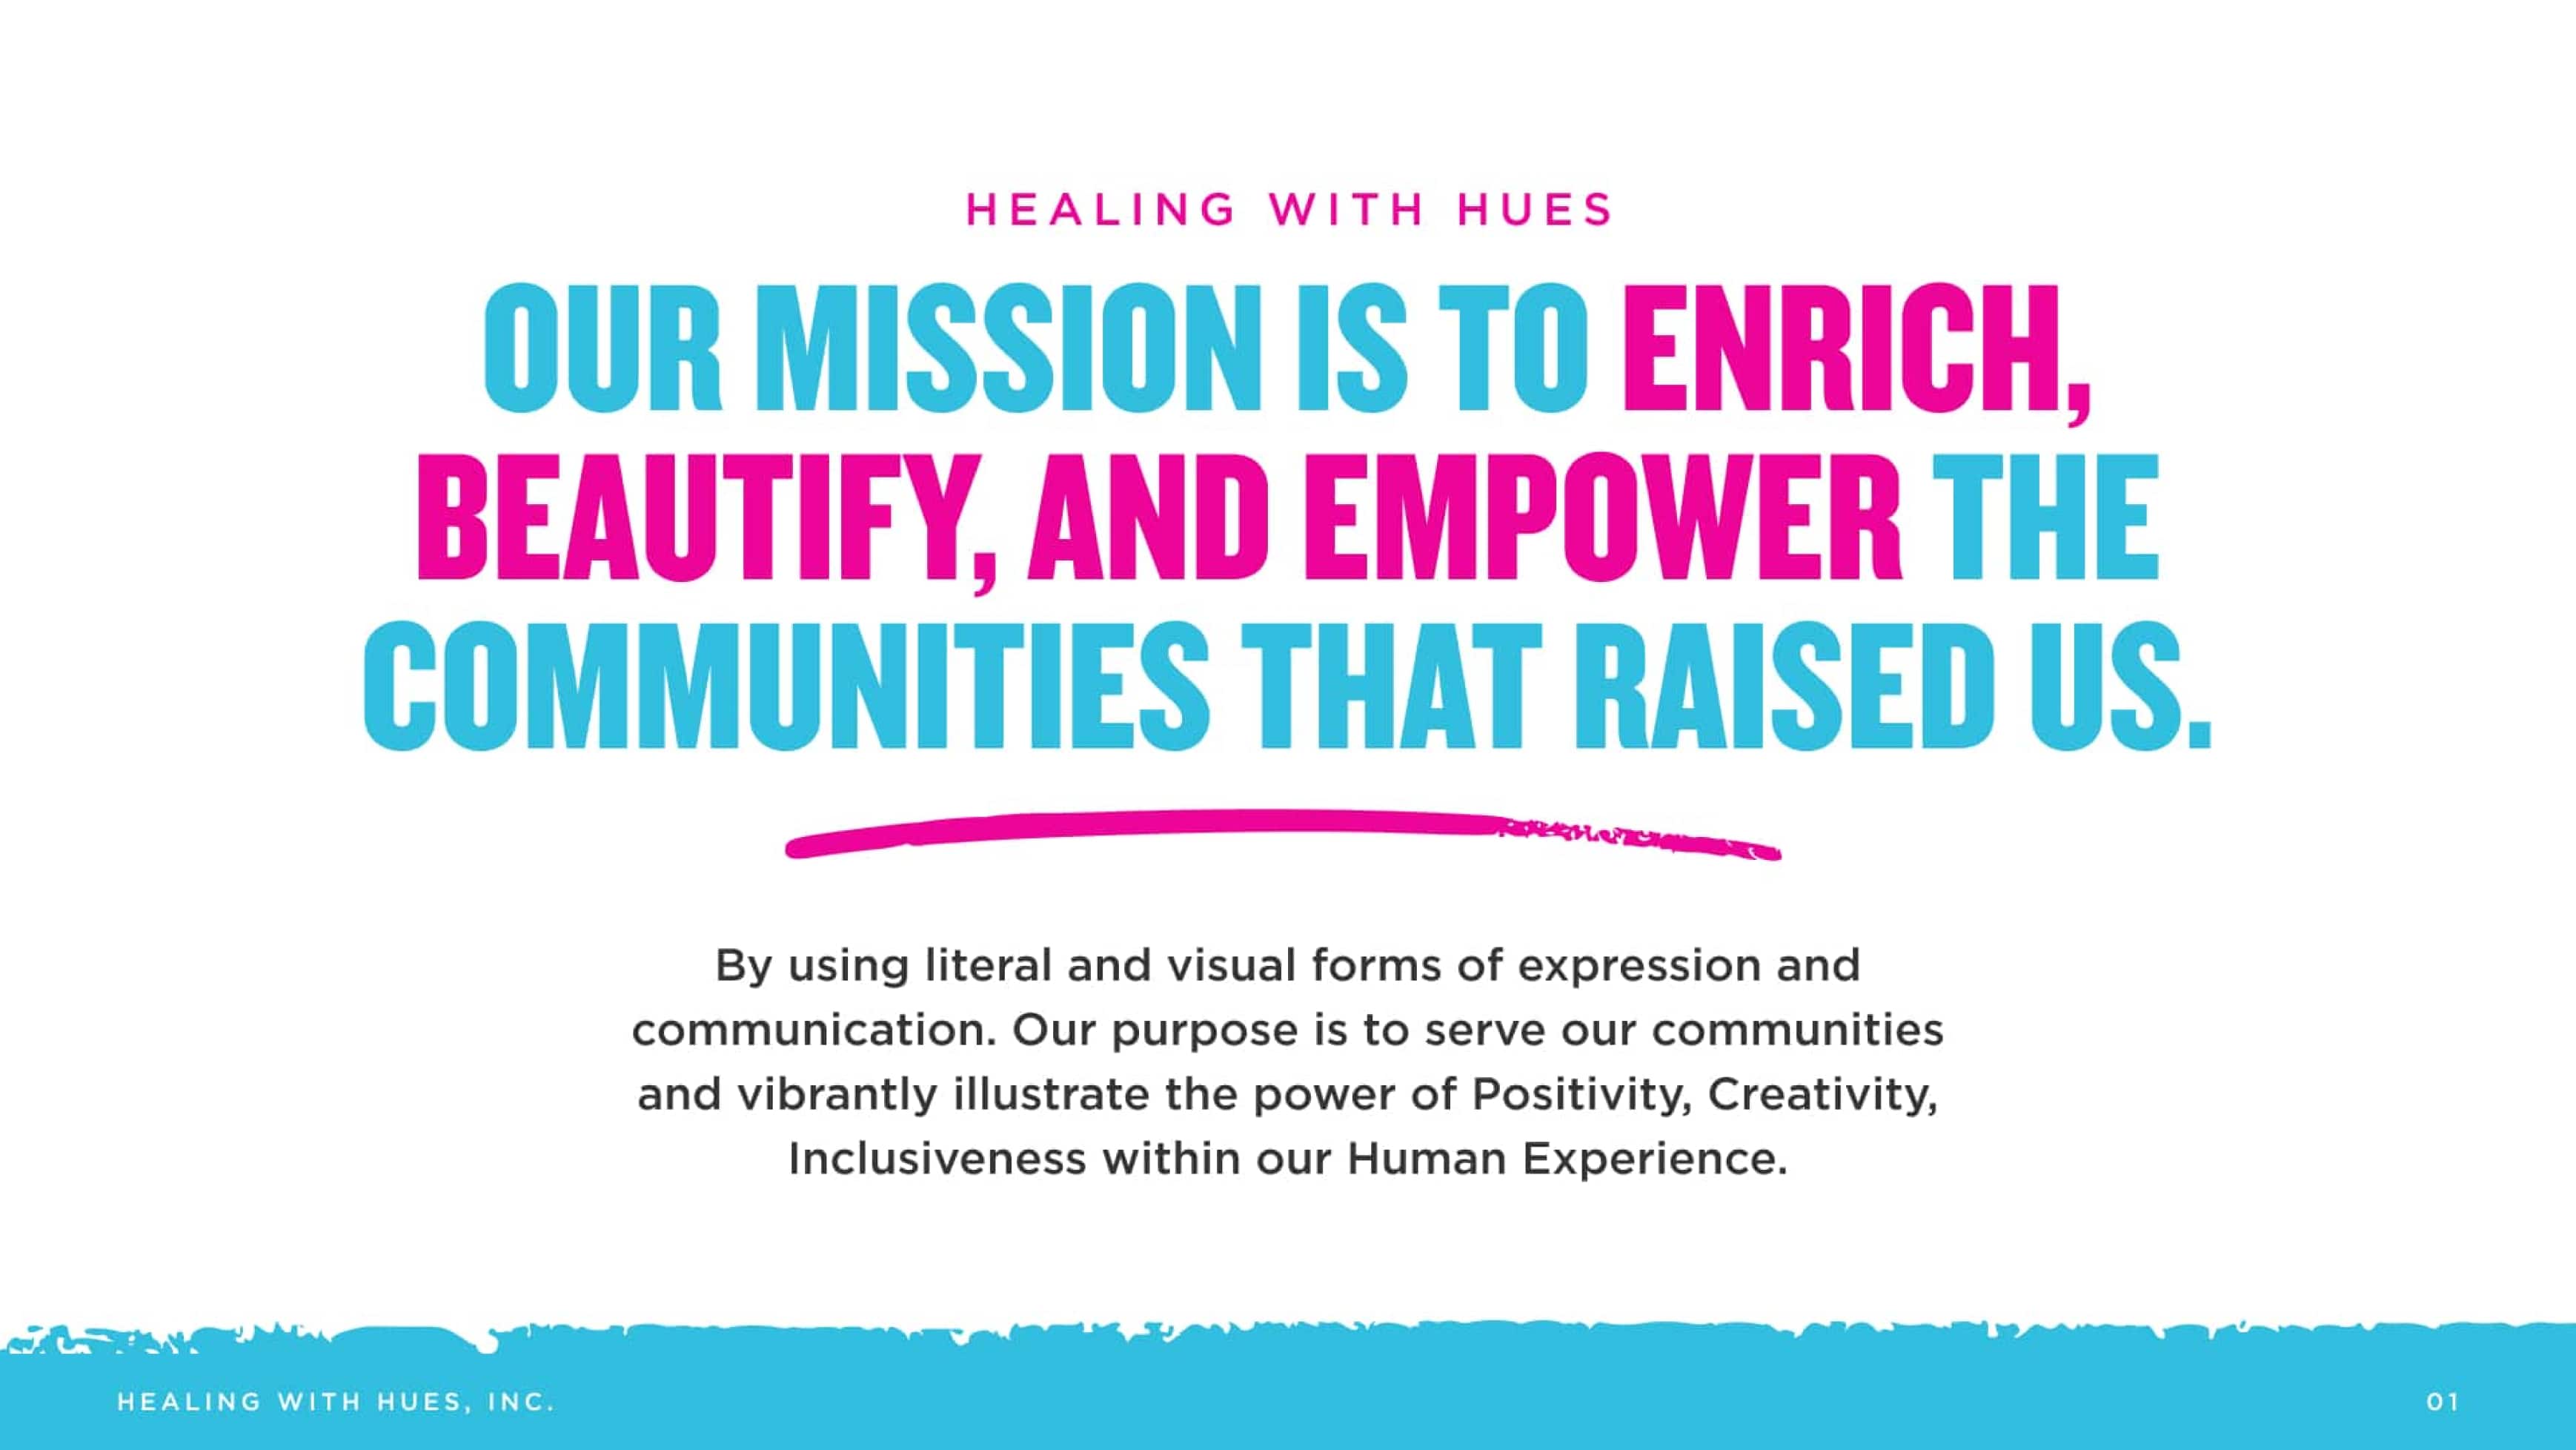 HEALING WITH HUES
OUR MISSION IS TO ENRICH,
BEAUTIFY, AND EMPOWER THE
COMMUNITIES THAT RAISED US.
By using literal and visual forms of expression and
communication. Our purpose is to serve our communities
and vibrantly illustrate the power of Positivity, Creativity,
Inclusiveness within our Human Experience.
HEALING WITH HUES, INC.
01